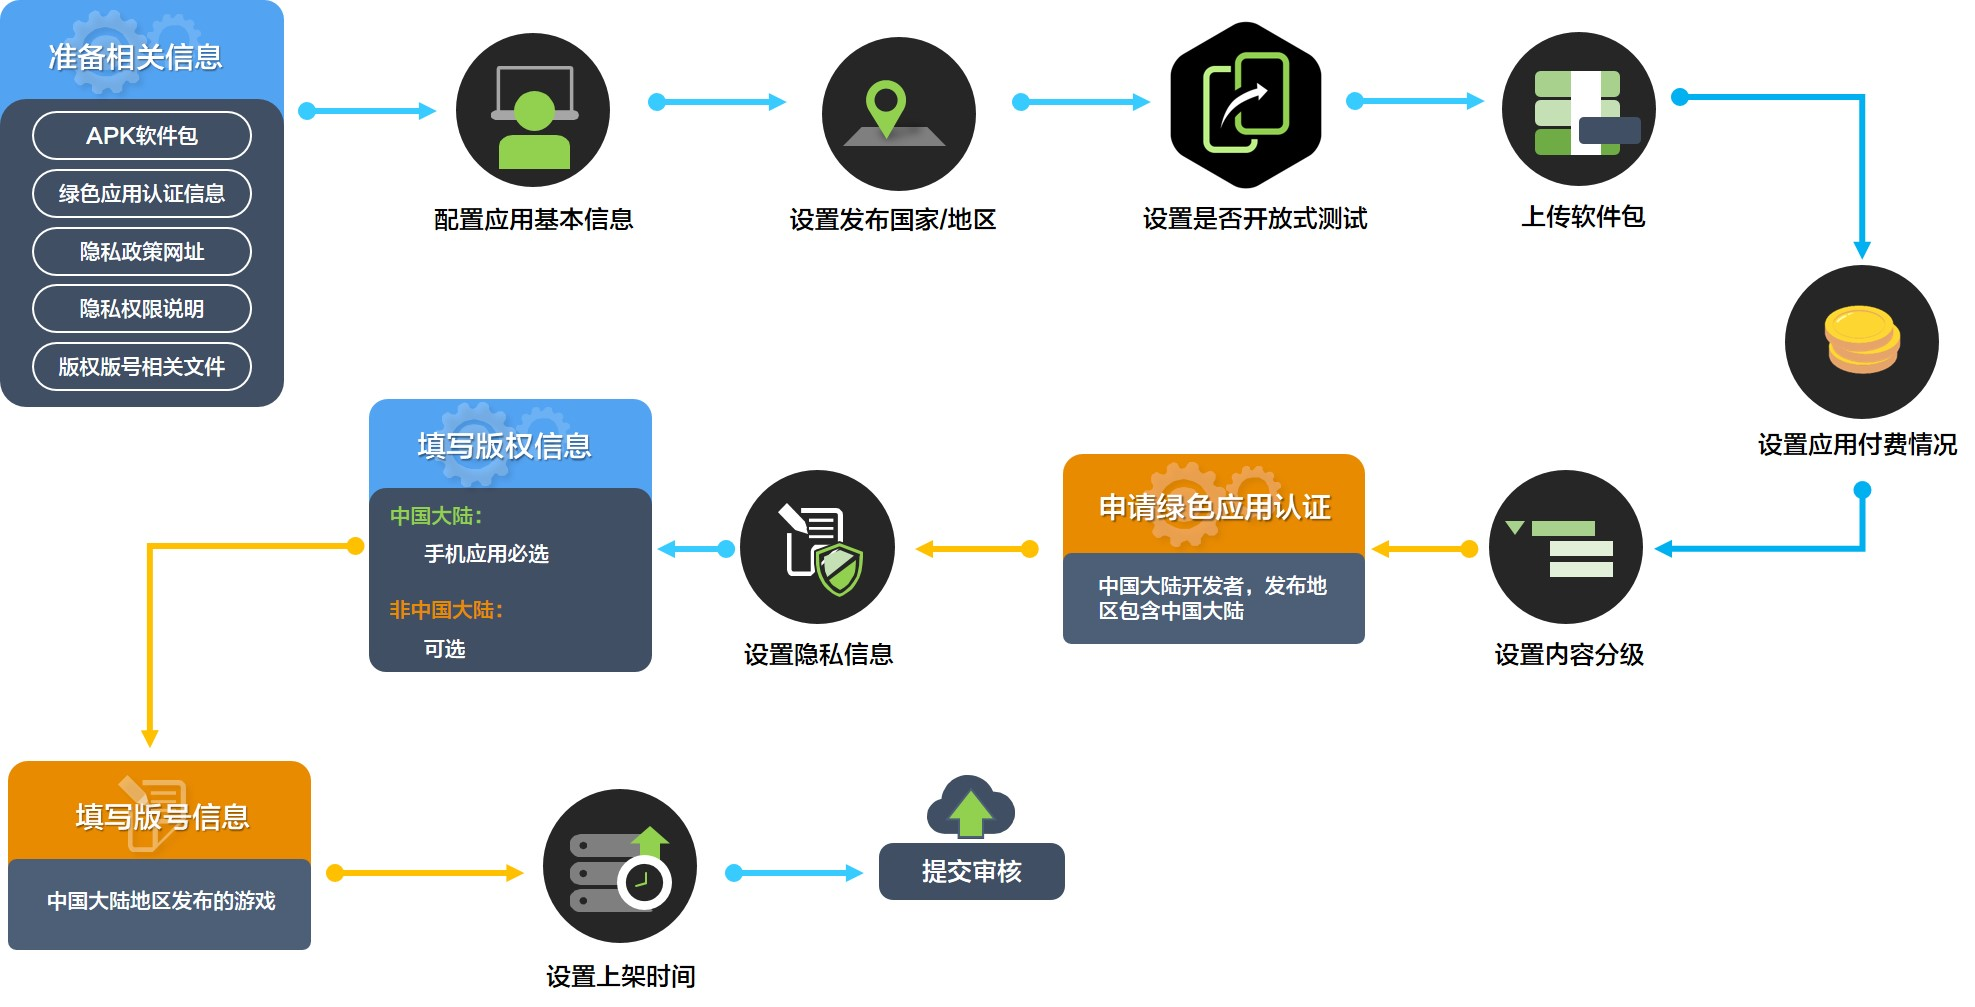 准备相关信息
APK软件包
绿色应用认证信息
隐私政策网址
隐私权限说明
版权版号相关文件
配置应用基本信息
设置发布国家/地区
设置是否开放式测试
上传软件包
设置应用付费情况
设置内容分级
申请绿色应用认证
中国大陆开发者，发布地
区包含中国大陆
设置隐私信息
填写版权信息
中国大陆：
手机应用必选
非中国大陆：
可选
填写版号信息
中国大陆地区发布的游戏
设置上架时间
提交审核